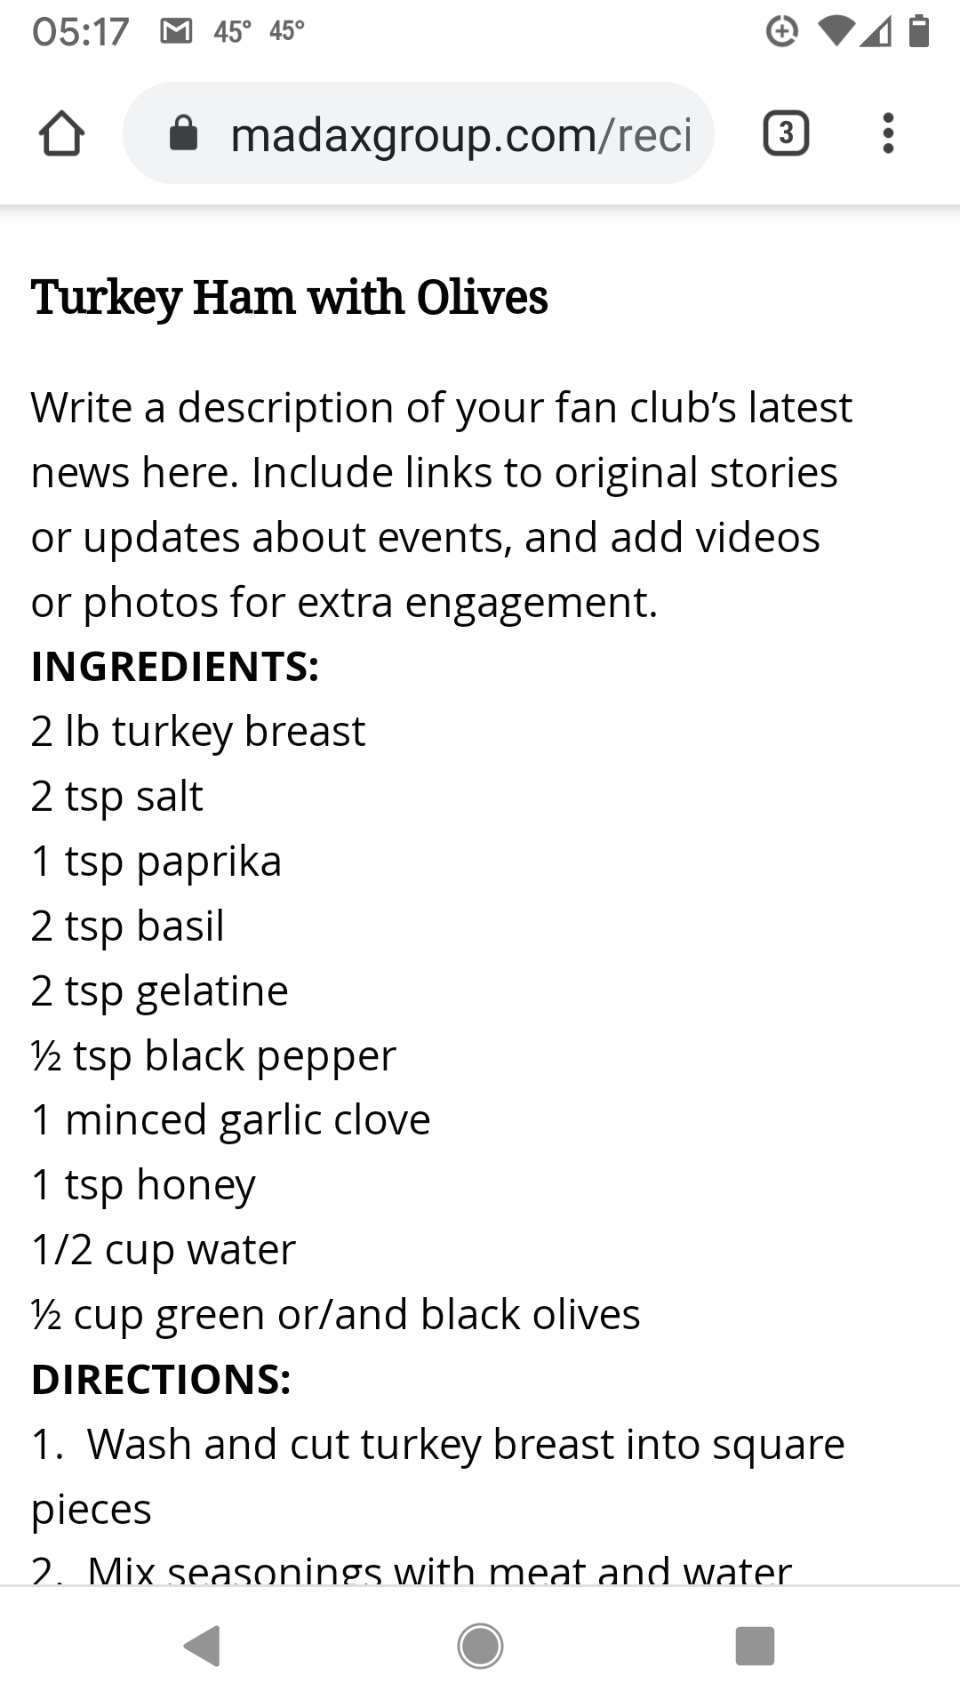 05:17 45° 45°
madaxgroup.com/reci 3
Turkey Ham with Olives
Write a description of your fan club’s latest
news here. Include links to original stories
or updates about events, and add videos
or photos for extra engagement.
INGREDIENTS:
2 lb turkey breast
2 tsp salt
1 tsp paprika
2 tsp basil
2 tsp gelatine
½ tsp black pepper
1 minced garlic clove
1 tsp honey
1/2 cup water
½ cup green or/and black olives
DIRECTIONS:
1. Wash and cut turkey breast into square
pieces
2. Mix seasonings with meat and water